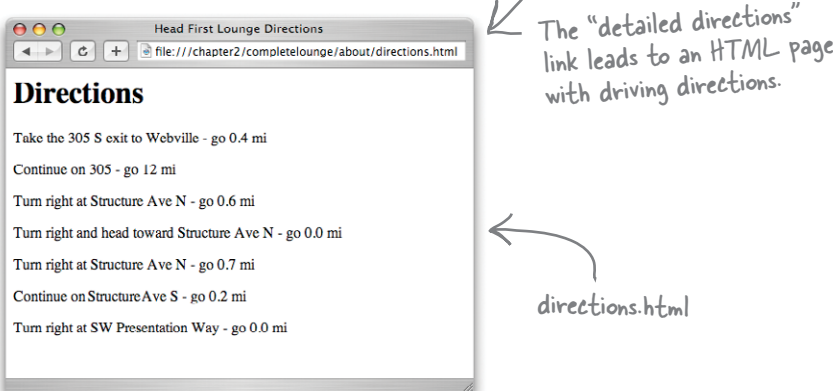 Head First Lounge Directions
file:///chapter2/completelounge/about/directions.html
Directions
Take the 305 S exit to Webville - go 0.4 mi
Continue on 305 - go 12 mi
Turn right at Structure Ave N - go 0.6 mi
Turn right and head toward Structure Ave N - go 0.0 mi
Turn right at Structure Ave N - go 0.7 mi
Continue on Structure Ave S - go 0.2 mi
Turn right at SW Presentation Way - go 0.0 mi
The “detailed directions”
link leads to an HTML page
with driving directions.
directions.html